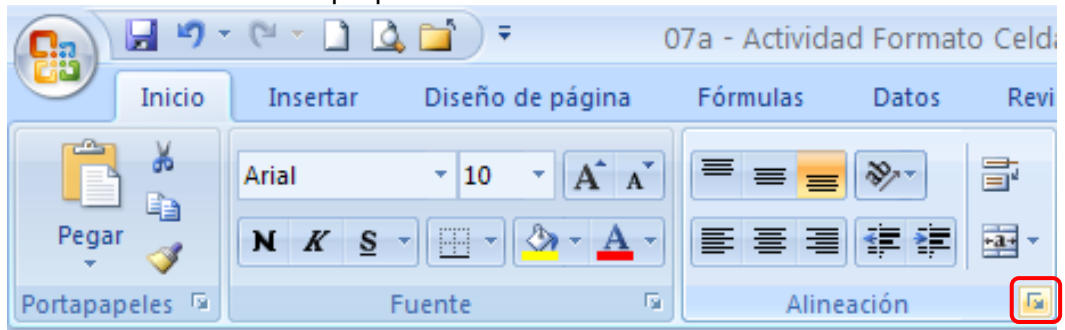 07a - Actividad Formato Celda
Inicio Insertar Diseño de página Fórmulas Datos Revi
Arial 10 A A
Pegar N K S A
a
Portapapeles Fuente Alineación